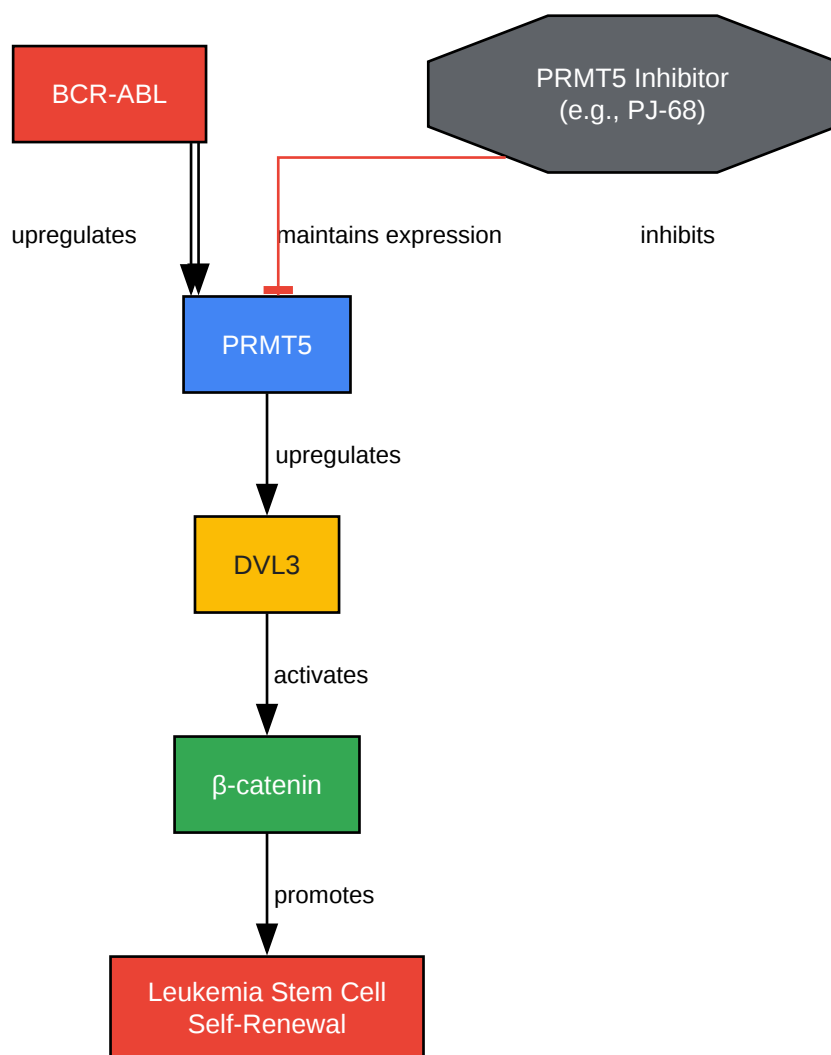 BCR-ABL
PRMT5 Inhibitor
(e.g., PJ-68)
upregulates
maintains expression
inhibits
PRMT5
upregulates
DVL3
activates
β-catenin
promotes
Leukemia Stem Cell
Self-Renewal